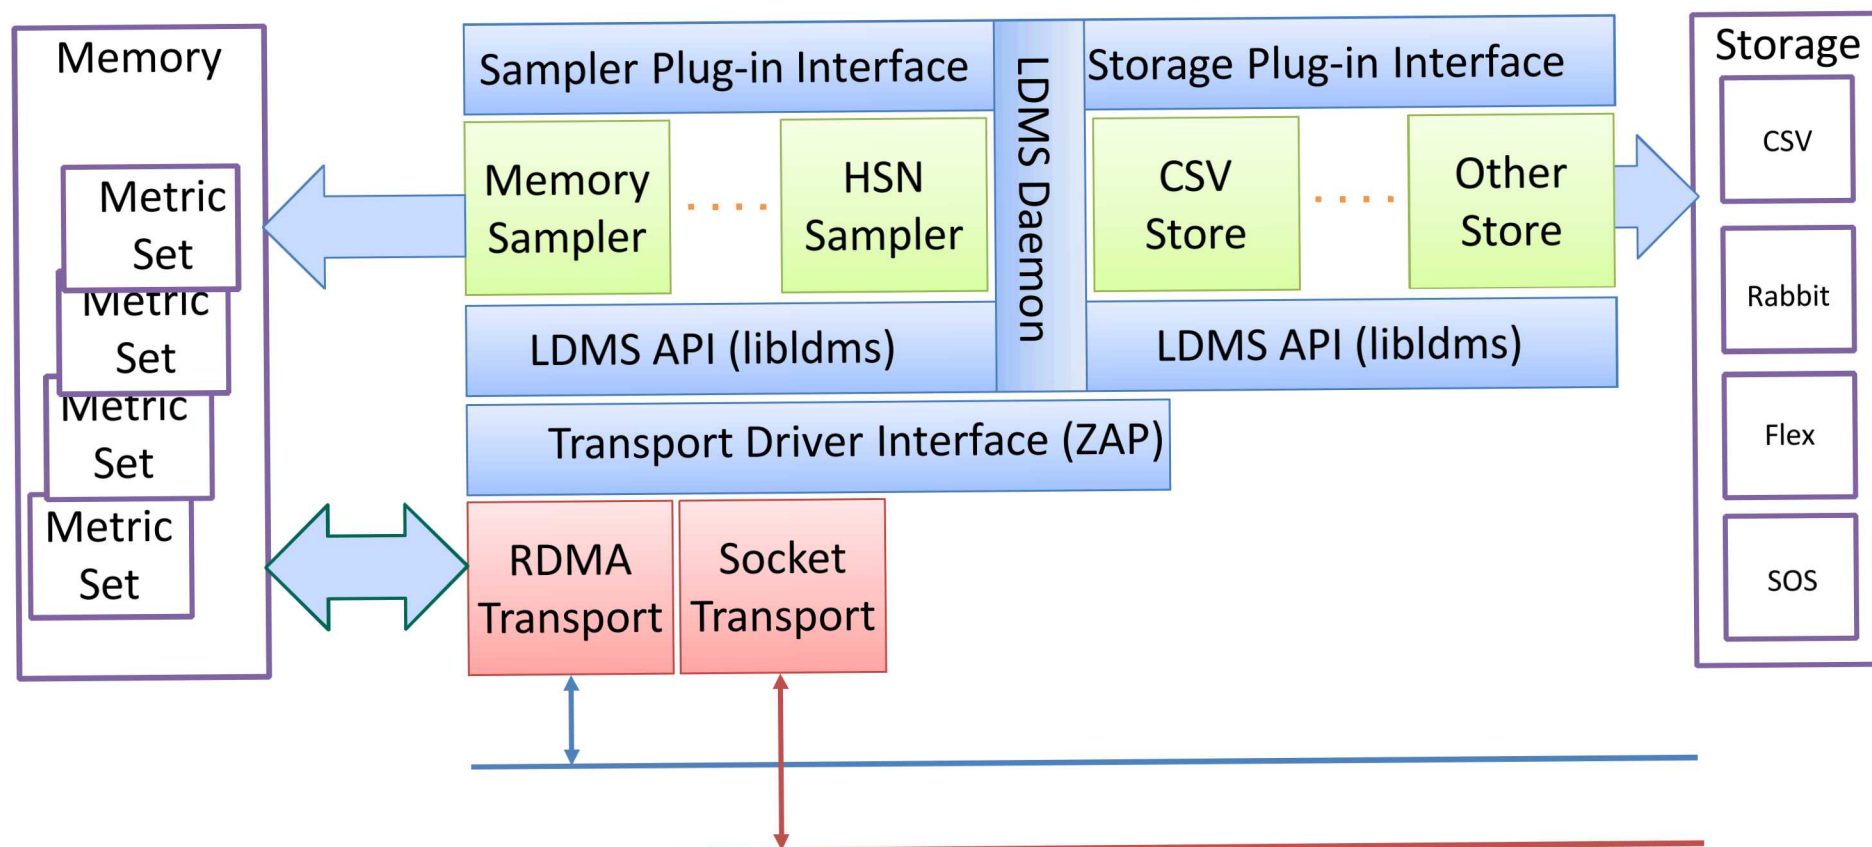 Memory
Metric
Set
Metric
Set
Metric
Set
Metric
Set
Sampler Plug-in Interface
Memory
Sampler
HSN
Sampler
LDMS API (libldms)
LDMS Daemon
Storage Plug-in Interface
CSV
Store
Other
Store
LDMS API (libldms)
Transport Driver Interface (ZAP)
RDMA
Transport
Socket
Transport
Storage
CSV
Rabbit
Flex
SOS